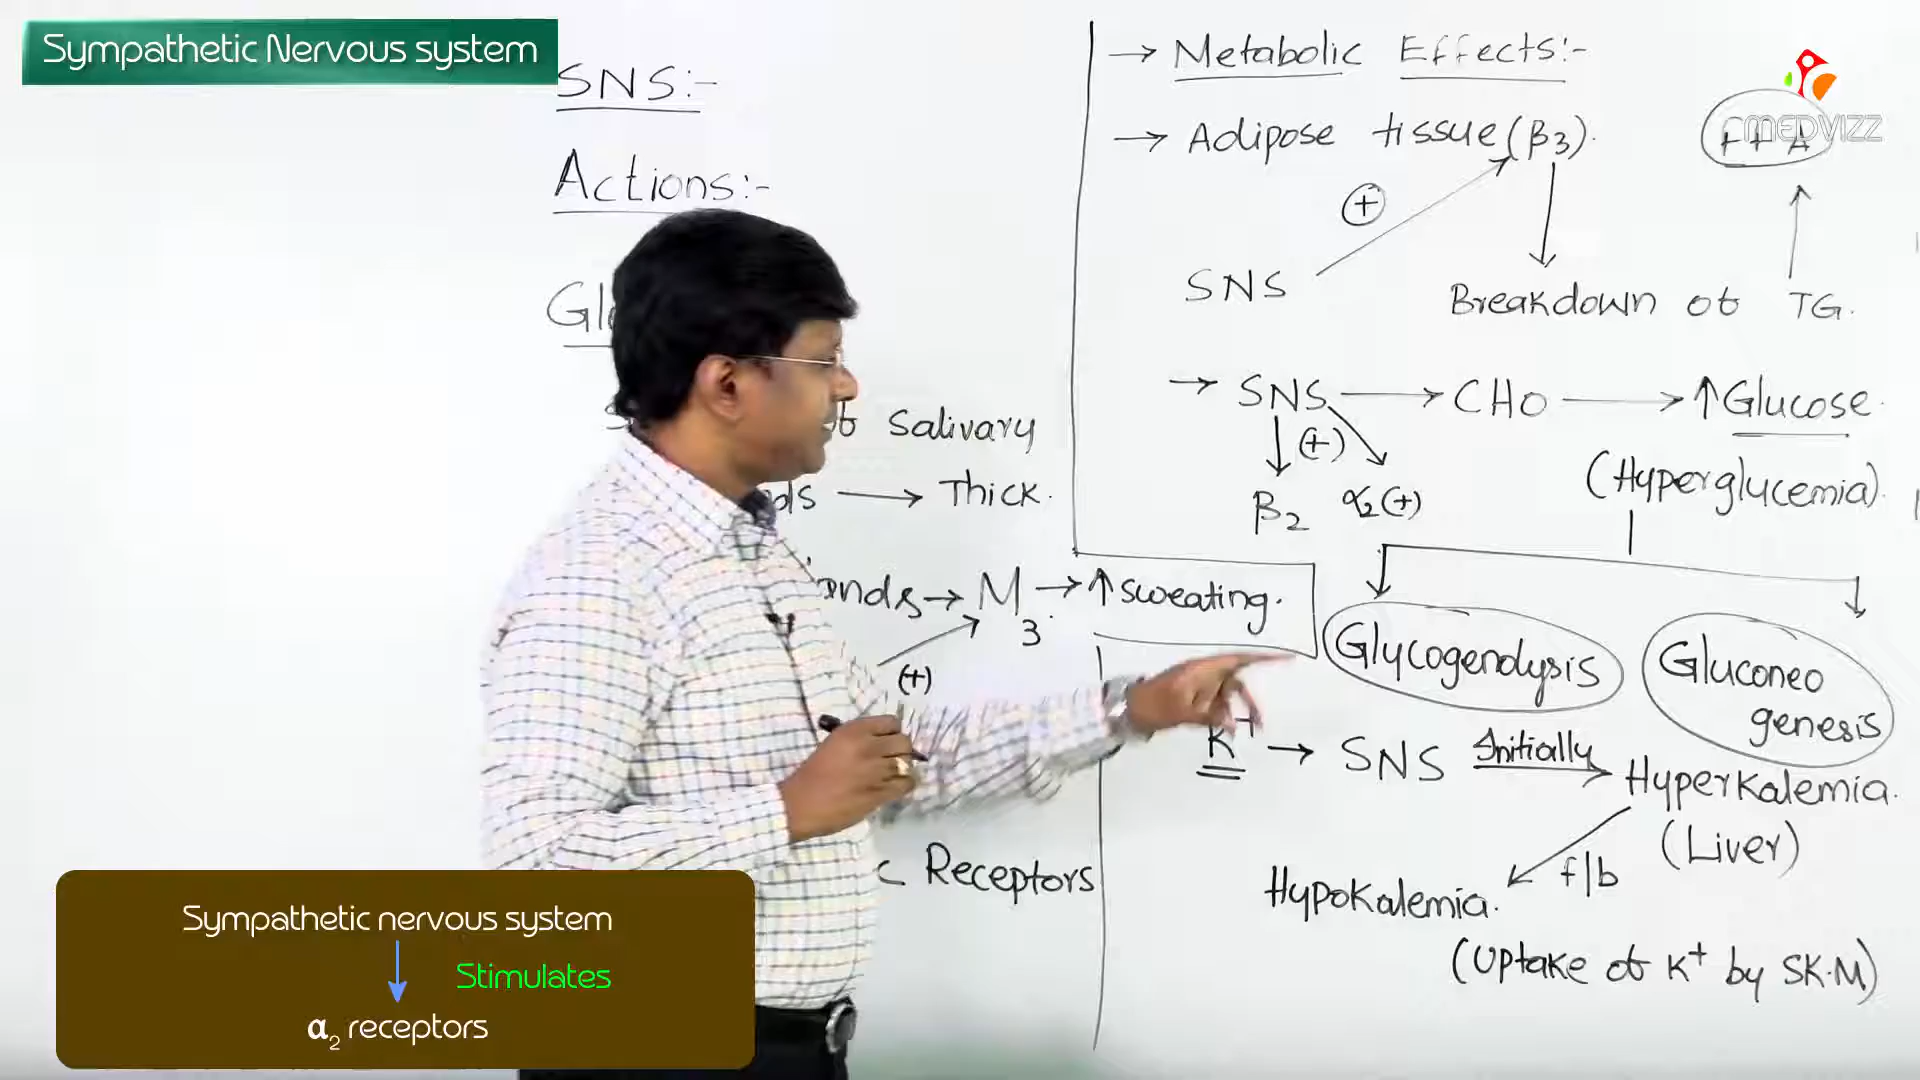 Sympathetic Nervous system
SNS:-
Actions:-
Salivary
→ Thick.
→ M3 → ↑ sweating.
(+)
Receptors
→ Metabolic Effects:-
→ Adipose tissue (β3).
(+)
SNS
Breakdown of TG.
MEDVIZZ
→ SNS → CHO → ↑ Glucose.
(+)
β2 α2 (+)
(Hyperglycemia).
Glycogenolysis
Gluconeo
genesis
K+ → SNS Initially → Hyperkalemia.
(Liver)
f/b
Hypokalemia.
(Uptake of K+ by SK.M)
Sympathetic nervous system
Stimulates
α2 receptors